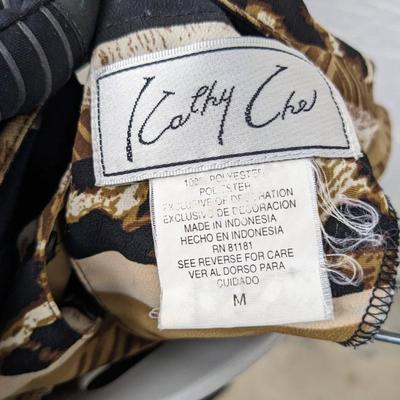 Kathy Che
100% POLYESTER
POLYESTER
EXCLUSIVE OF DECORATION
EXCLUSIVO DE DECORACION
MADE IN INDONESIA
HECHO EN INDONESIA
RN 81181
SEE REVERSE FOR CARE
VER AL DORSO PARA
CUIDADO
M